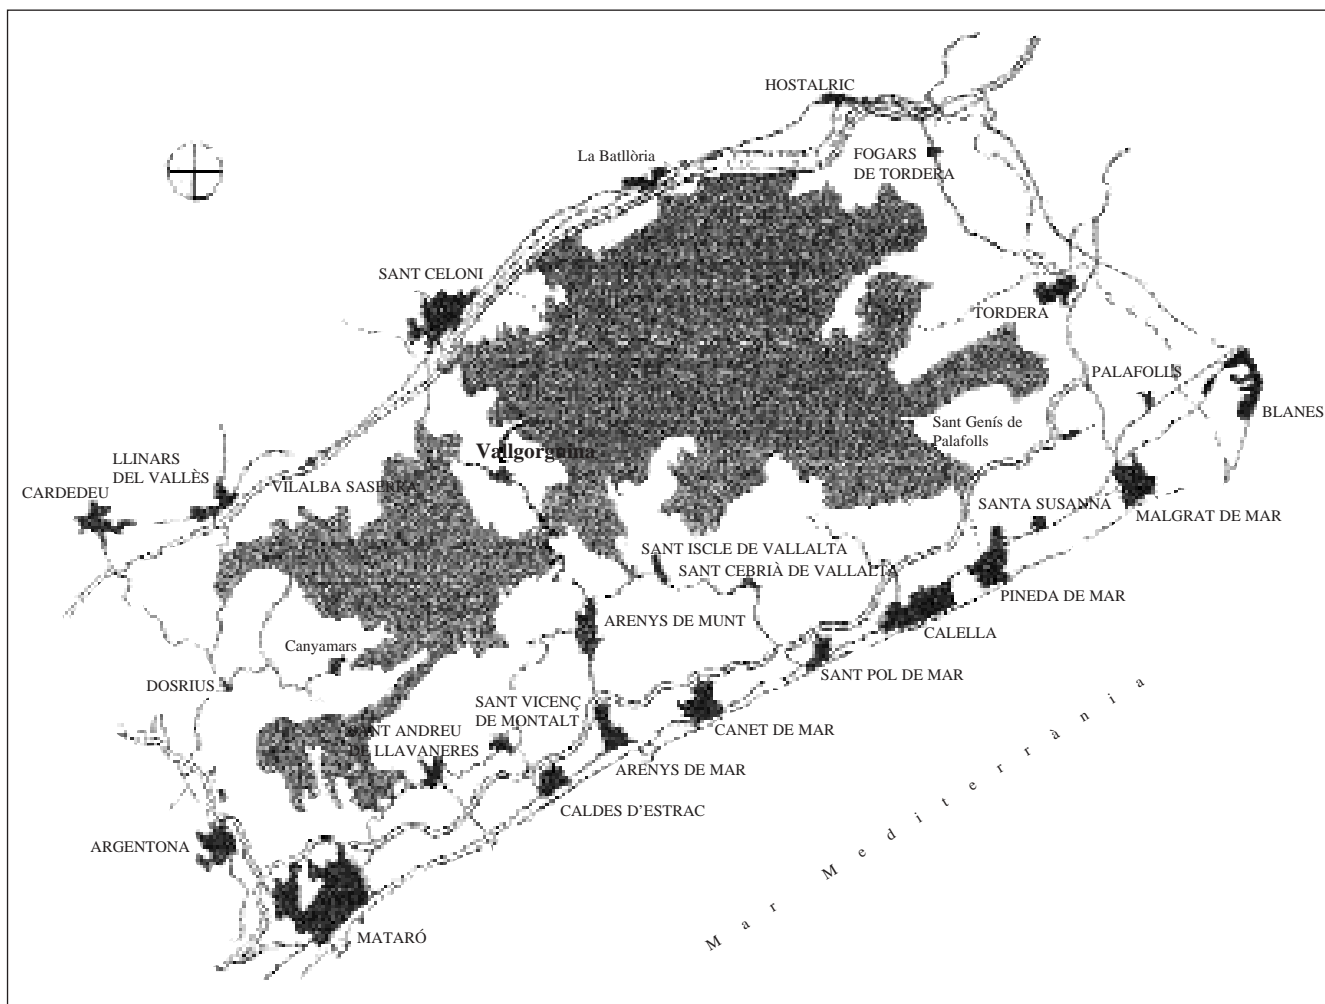 HOSTALRIC
La Batllòria
FOGARS
DE TORDERA
SANT CELONI
TORDERA
PALAFOLLS
BLANES
Sant Genís de
Palafolls
Vallgorguina
LLINARS
DEL VALLÈS
VILALBA SASERRA
CARDEDEU
SANTA SUSANNA
MALGRAT DE MAR
SANT ISCLE DE VALLALTA
SANT CEBRIÀ DE VALLALTA
PINEDA DE MAR
ARENYS DE MUNT
CALELLA
Canyamars
SANT POL DE MAR
DOSRIUS
SANT VICENÇ
DE MONTALT
SANT ANDREU
DE LLAVANERES
CANET DE MAR
ARENYS DE MAR
CALDES D'ESTRAC
ARGENTONA
MATARÓ
Mar Mediterrània